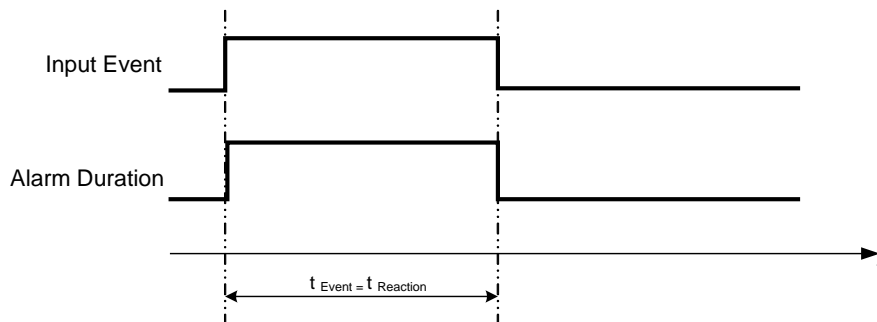 Input Event
Alarm Duration
t Event = t Reaction